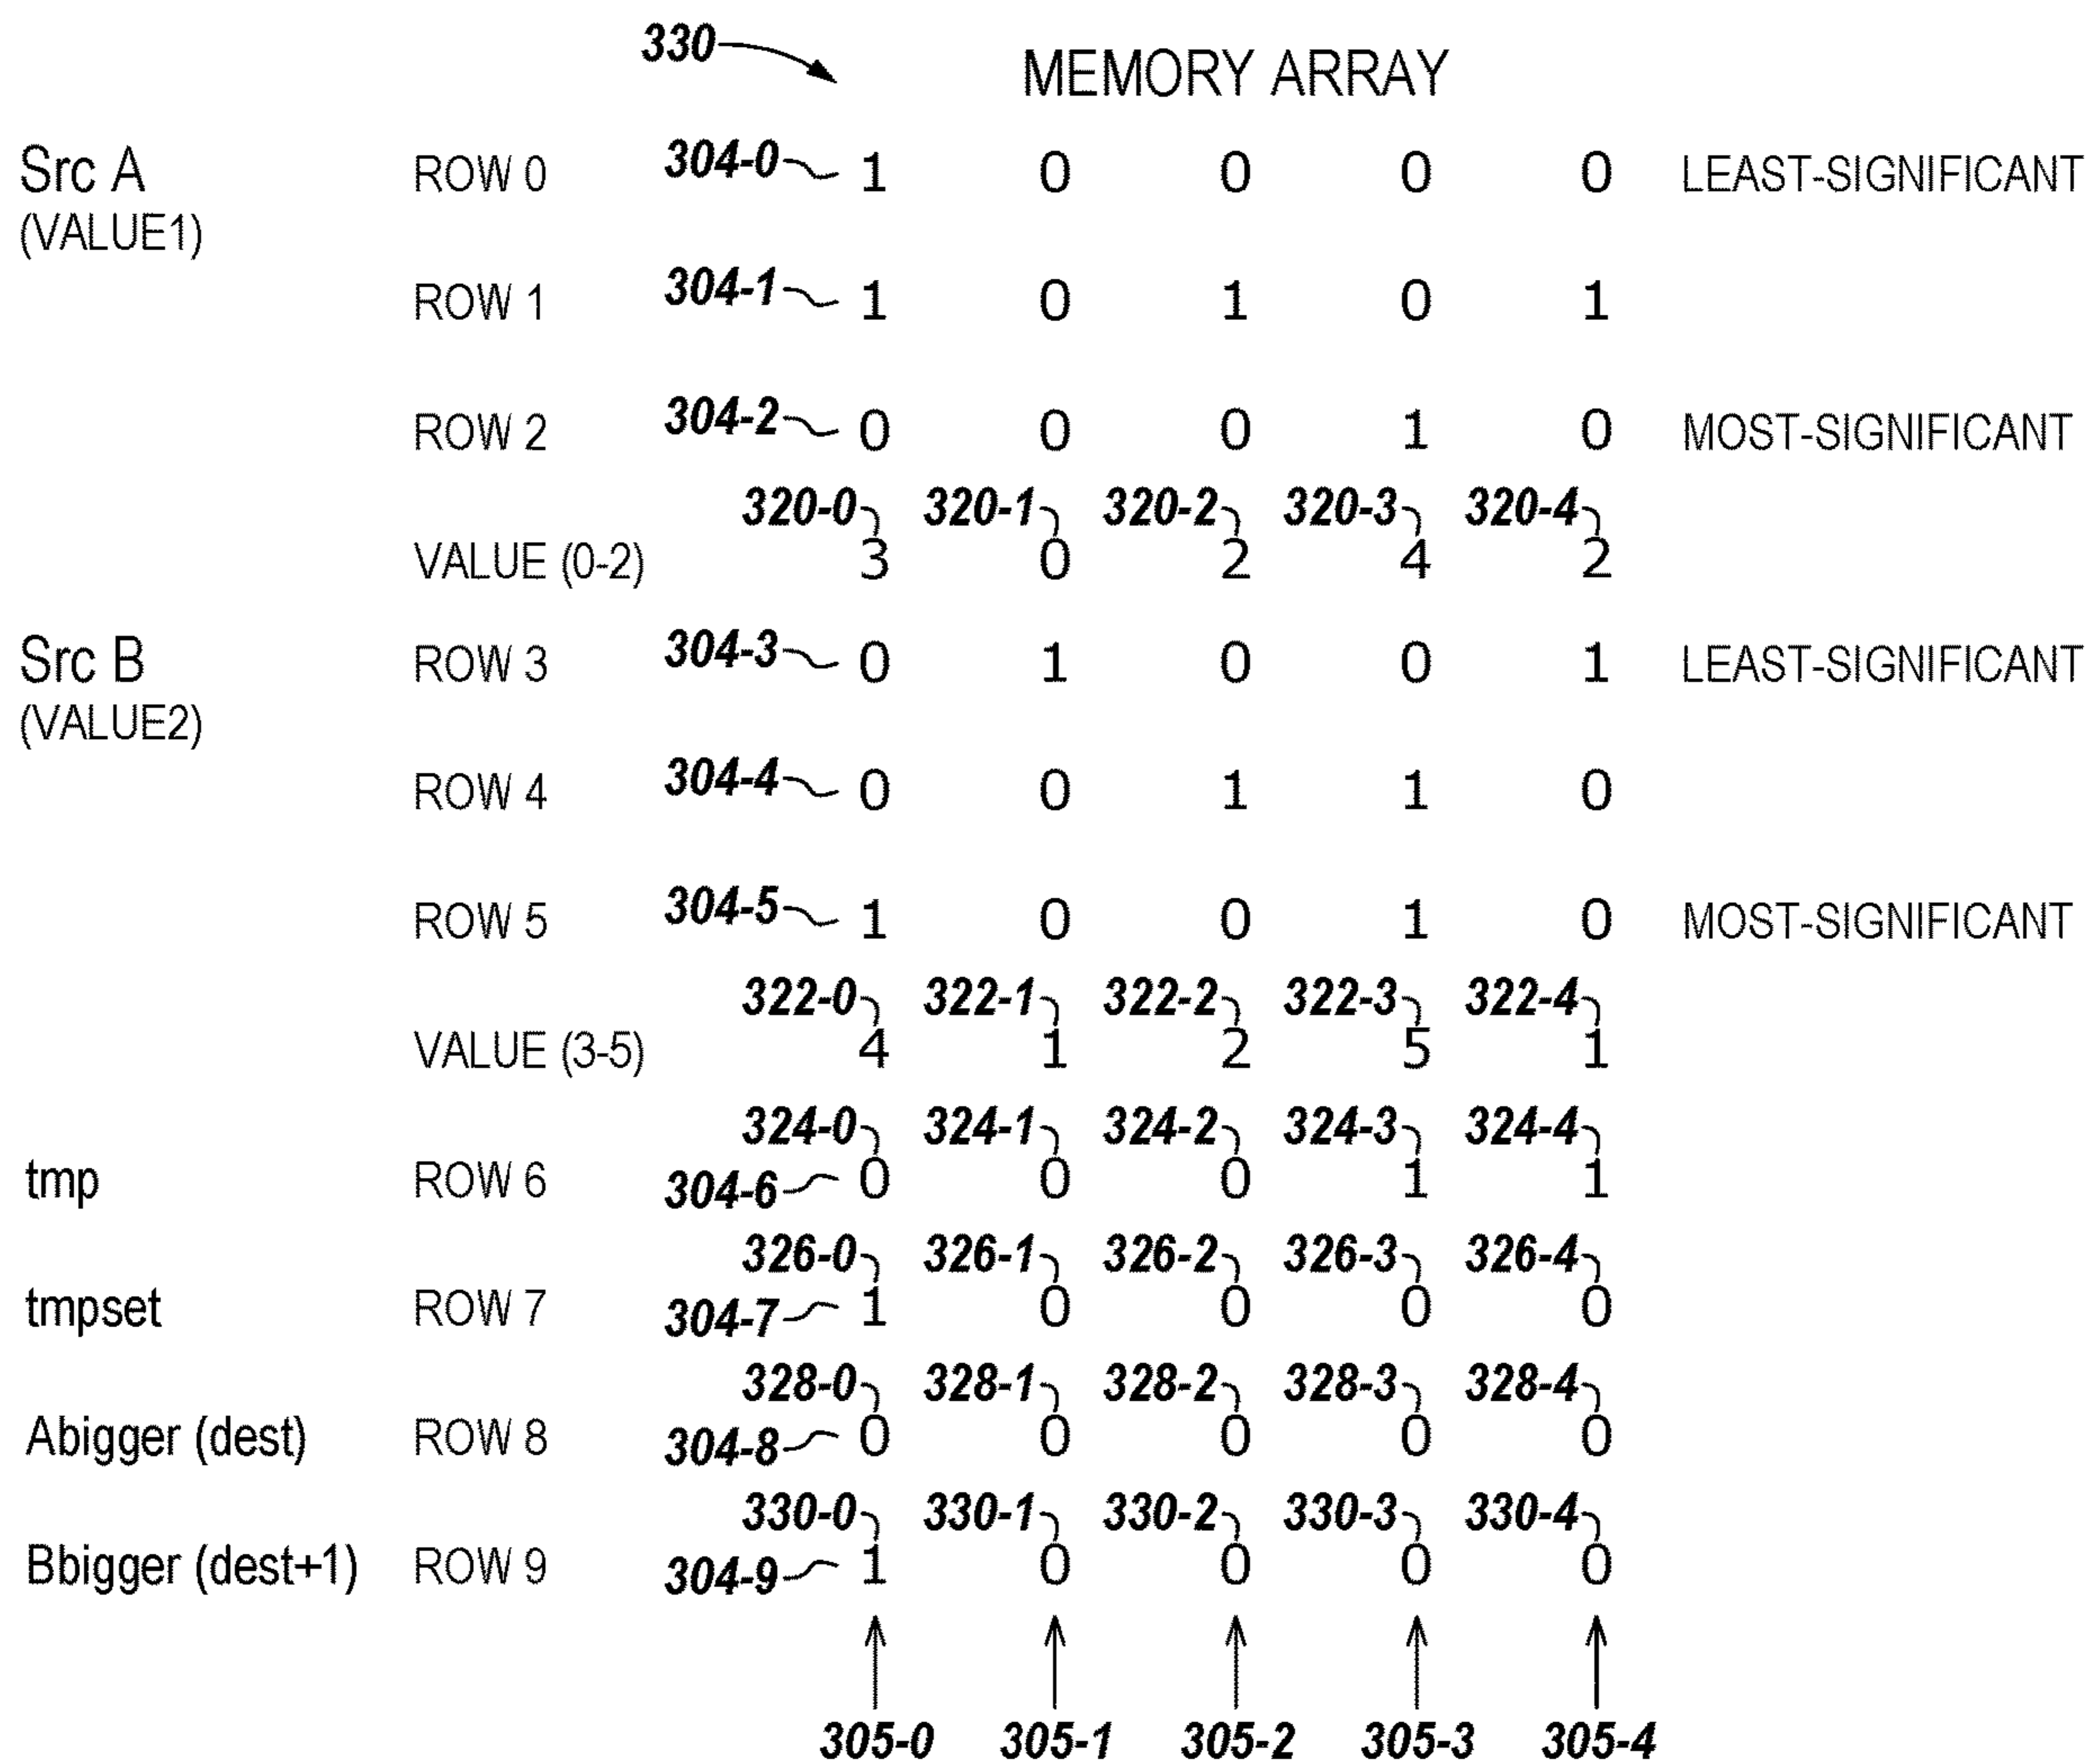 330 MEMORY ARRAY
Src A ROW 0 304-0 1 0 0 0 0 LEAST-SIGNIFICANT
(VALUE1)
ROW 1 304-1 1 0 1 0 1
ROW 2 304-2 0 0 0 1 0 MOST-SIGNIFICANT
320-0 320-1 320-2 320-3 320-4
VALUE (0-2) 3 0 2 4 2
Src B ROW 3 304-3 0 1 0 0 1 LEAST-SIGNIFICANT
(VALUE2)
ROW 4 304-4 0 0 1 1 0
ROW 5 304-5 1 0 0 1 0 MOST-SIGNIFICANT
322-0 322-1 322-2 322-3 322-4
VALUE (3-5) 4 1 2 5 1
324-0 324-1 324-2 324-3 324-4
tmp ROW 6 304-6 0 0 0 1 1
326-0 326-1 326-2 326-3 326-4
tmpset ROW 7 304-7 1 0 0 0 0
328-0 328-1 328-2 328-3 328-4
Abigger (dest) ROW 8 304-8 0 0 0 0 0
330-0 330-1 330-2 330-3 330-4
Bbigger (dest+1) ROW 9 304-9 1 0 0 0 0
305-0 305-1 305-2 305-3 305-4